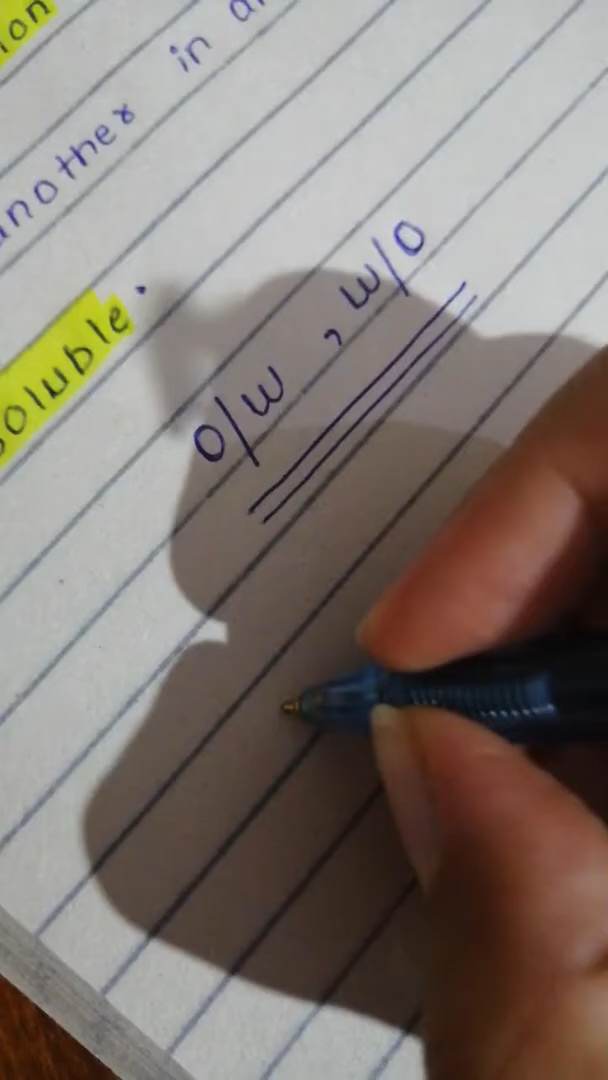 ion
another in a
soluble.
O/W , W/O